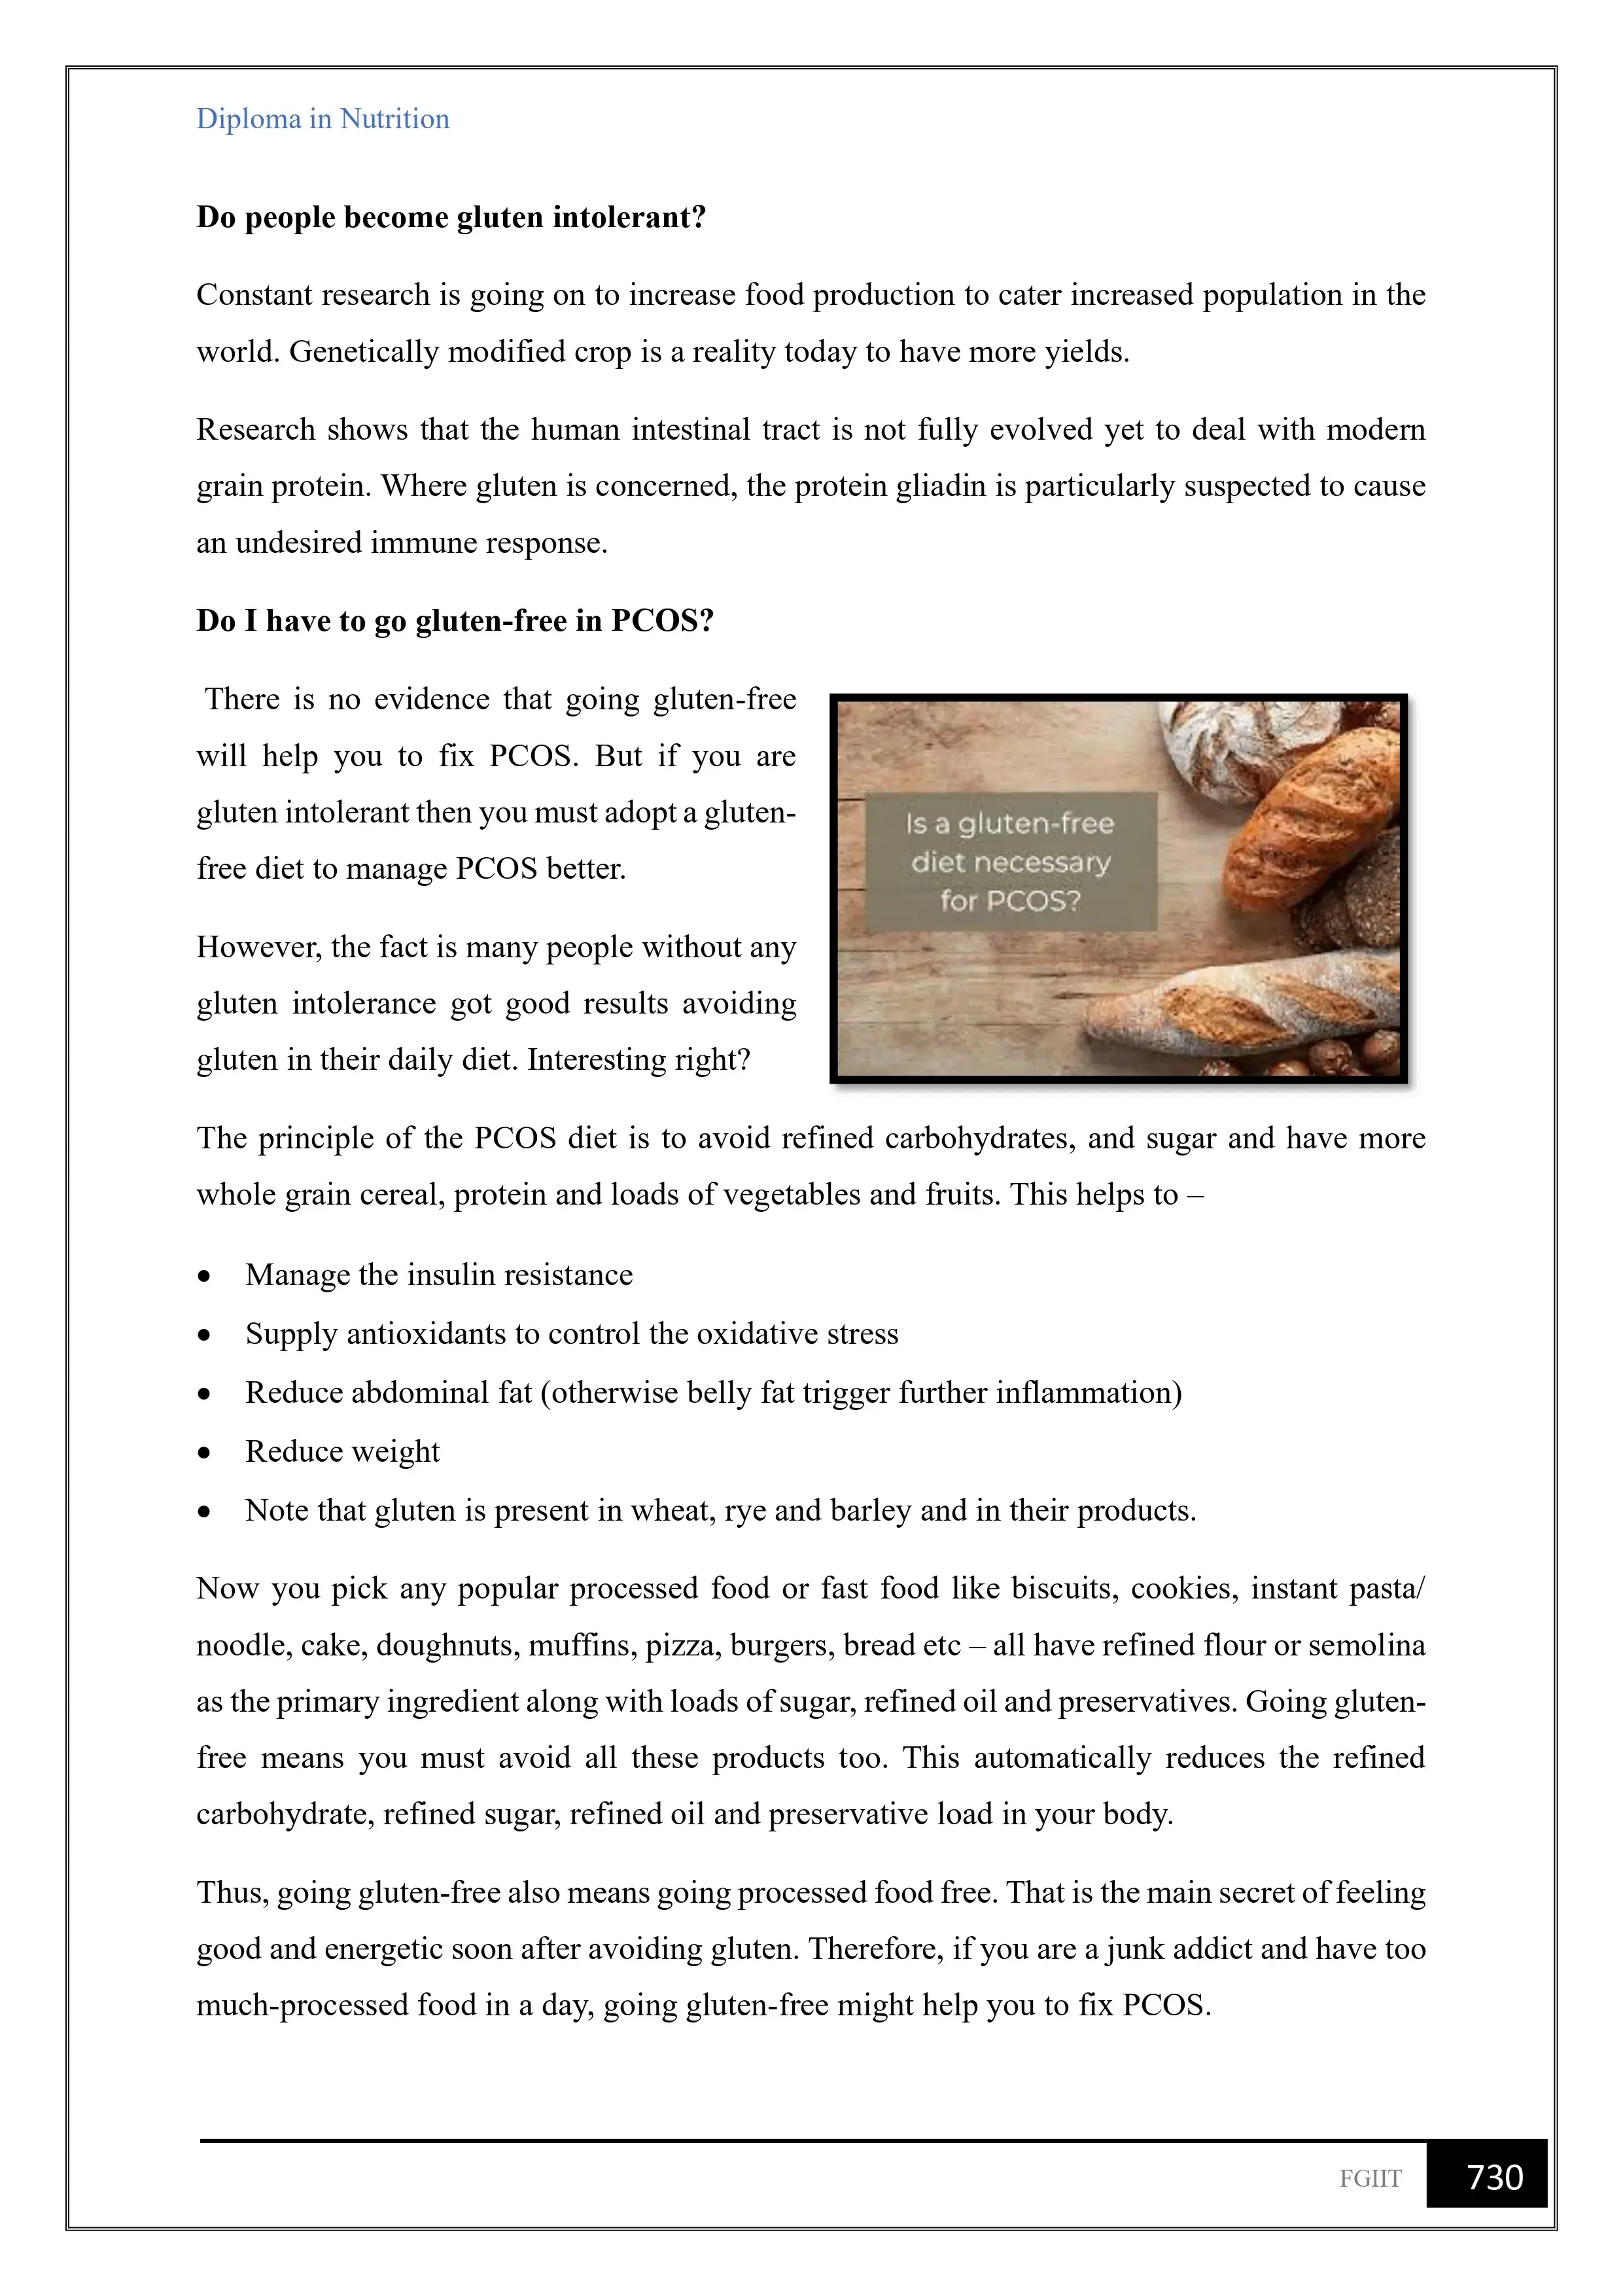 Diploma in Nutrition
Do people become gluten intolerant?
Constant research is going on to increase food production to cater increased population in the
world. Genetically modified crop is a reality today to have more yields.
Research shows that the human intestinal tract is not fully evolved yet to deal with modern
grain protein. Where gluten is concerned, the protein gliadin is particularly suspected to cause
an undesired immune response.
Do I have to go gluten-free in PCOS?
There is no evidence that going gluten-free
will help you to fix PCOS. But if you are
gluten intolerant then you must adopt a gluten-
free diet to manage PCOS better.
However, the fact is many people without any
gluten intolerance got good results avoiding
gluten in their daily diet. Interesting right?
Is a gluten-free
diet necessary
for PCOS?
The principle of the PCOS diet is to avoid refined carbohydrates, and sugar and have more
whole grain cereal, protein and loads of vegetables and fruits. This helps to –
• Manage the insulin resistance
• Supply antioxidants to control the oxidative stress
• Reduce abdominal fat (otherwise belly fat trigger further inflammation)
• Reduce weight
• Note that gluten is present in wheat, rye and barley and in their products.
Now you pick any popular processed food or fast food like biscuits, cookies, instant pasta/
noodle, cake, doughnuts, muffins, pizza, burgers, bread etc – all have refined flour or semolina
as the primary ingredient along with loads of sugar, refined oil and preservatives. Going gluten-
free means you must avoid all these products too. This automatically reduces the refined
carbohydrate, refined sugar, refined oil and preservative load in your body.
Thus, going gluten-free also means going processed food free. That is the main secret of feeling
good and energetic soon after avoiding gluten. Therefore, if you are a junk addict and have too
much-processed food in a day, going gluten-free might help you to fix PCOS.
FGIIT 730